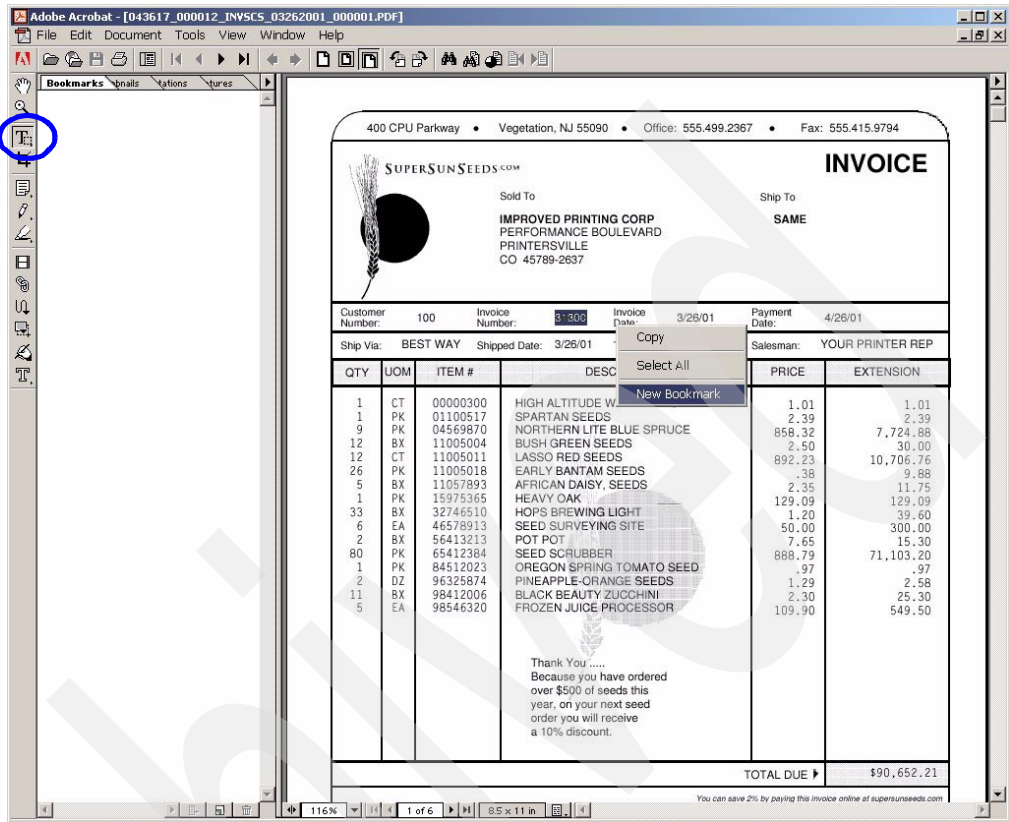 Adobe Acrobat - [043617_000012_INVSCS_03262001_000001.PDF]
File Edit Document Tools View Window Help
Bookmarks bnails tations tures
400 CPU Parkway • Vegetation, NJ 55090 • Office: 555.499.2367 • Fax: 555.415.9794
SUPERSUNSEEDS.COM
INVOICE
Sold To Ship To
IMPROVED PRINTING CORP SAME
PERFORMANCE BOULEVARD
PRINTERSVILLE
CO 45789-2637
Customer Number: 100 Invoice Number: 31300 Invoice Date: 3/26/01 Payment Date: 4/26/01
Ship Via: BEST WAY Shipped Date: 3/26/01 Salesman: YOUR PRINTER REP
Copy
Select All
New Bookmark
QTY UOM ITEM # DESC PRICE EXTENSION
1 CT 00000300 HIGH ALTITUDE W 1.01 1.01
1 PK 01100517 SPARTAN SEEDS 2.39 2.39
9 PK 04569870 NORTHERN LITE BLUE SPRUCE 858.32 7,724.88
12 BX 11005004 BUSH GREEN SEEDS 2.50 30.00
12 CT 11005011 LASSO RED SEEDS 892.23 10,706.76
26 PK 11005018 EARLY BANTAM SEEDS .38 9.88
5 BX 11057893 AFRICAN DAISY, SEEDS 2.35 11.75
1 PK 15975365 HEAVY OAK 129.09 129.09
33 BX 32746510 HOPS BREWING LIGHT 1.20 39.60
6 EA 46578913 SEED SURVEYING SITE 50.00 300.00
2 BX 56413213 POT POT 7.65 15.30
80 PK 65412384 SEED SCRUBBER 888.79 71,103.20
1 PK 84512023 OREGON SPRING TOMATO SEED .97 .97
2 DZ 96325874 PINEAPPLE-ORANGE SEEDS 1.29 2.58
11 BX 98412006 BLACK BEAUTY ZUCCHINI 2.30 25.30
5 EA 98546320 FROZEN JUICE PROCESSOR 109.90 549.50
Thank You .....
Because you have ordered
over $500 of seeds this
year, on your next seed
order you will receive
a 10% discount.
TOTAL DUE $90,652.21
You can save 2% by paying this invoice online at supersunseeds.com
116% 1 of 6 8.5 x 11 in